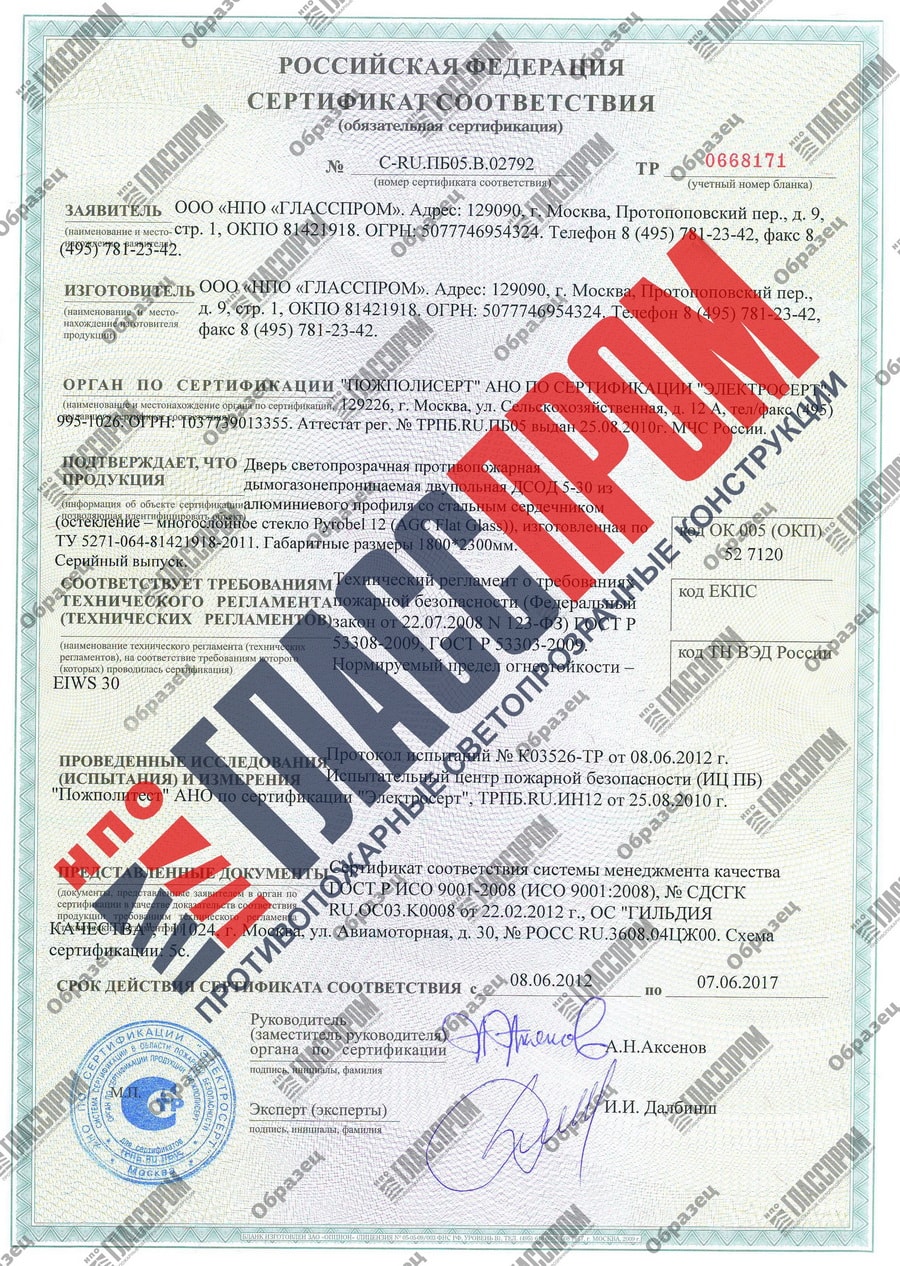 РОССИЙСКАЯ ФЕДЕРАЦИЯ
СЕРТИФИКАТ СООТВЕТСТВИЯ
(обязательная сертификация)
№ C-RU.ПБ05.В.02792 ТР 0668171
(номер сертификата соответствия) (учетный номер бланка)
ЗАЯВИТЕЛЬ ООО «НПО «ГЛАССПРОМ». Адрес: 129090, г. Москва, Протопоповский пер., д. 9,
(наименование и место- стр. 1, ОКПО 81421918. ОГРН: 5077746954324. Телефон 8 (495) 781-23-42, факс 8
нахождение заявителя)
(495) 781-23-42.
ИЗГОТОВИТЕЛЬ ООО «НПО «ГЛАССПРОМ». Адрес: 129090, г. Москва, Протопоповский пер.,
(наименование и место- д. 9, стр. 1, ОКПО 81421918. ОГРН: 5077746954324. Телефон 8 (495) 781-23-42,
нахождение изготовителя факс 8 (495) 781-23-42.
продукции)
ОРГАН ПО СЕРТИФИКАЦИИ "ПОЖПОЛИСЕРТ" АНО ПО СЕРТИФИКАЦИИ "ЭЛЕКТРОСЕРТ"
(наименование и местонахождение органа по сертификации, 129226, г. Москва, ул. Сельскохозяйственная, д. 12 А, тел/факс (495)
995-1026. ОГРН: 1037739013355. Аттестат рег. № ТРПБ.RU.ПБ05 выдан 25.08.2010г. МЧС России.
ПОДТВЕРЖДАЕТ, ЧТО Дверь светопрозрачная противопожарная
ПРОДУКЦИЯ дымогазонепроницаемая двупольная ДСОД 5-30 из
(информация об объекте сертификации, алюминиевого профиля со стальным сердечником
позволяющая идентифицировать
(остекление – многослойное стекло Pyrobel 12 (AGC Flat Glass)), изготовленная по
ТУ 5271-064-81421918-2011. Габаритные размеры 1800*2300мм.
Серийный выпуск.
код ОК 005 (ОКП)
52 7120
СООТВЕТСТВУЕТ ТРЕБОВАНИЯМ Технический регламент о требованиях
ТЕХНИЧЕСКОГО РЕГЛАМЕНТА пожарной безопасности (Федеральный
(ТЕХНИЧЕСКИХ РЕГЛАМЕНТОВ) закон от 22.07.2008 N 123-ФЗ) ГОСТ Р
53308-2009, ГОСТ Р 53303-2009
код ЕКПС
(наименование технического регламента (технических
регламентов), на соответствие требованиям которого
(которых) проводилась сертификация) Нормируемый предел огнестойкости –
EIWS 30
код ТН ВЭД России
ПРОВЕДЕННЫЕ ИССЛЕДОВАНИЯ Протокол испытаний № К03526-ТР от 08.06.2012 г.
(ИСПЫТАНИЯ) И ИЗМЕРЕНИЯ Испытательный центр пожарной безопасности (ИЦ ПБ)
"Пожполитест" АНО по сертификации "Электросерт", ТРПБ.RU.ИН12 от 25.08.2010 г.
ПРЕДСТАВЛЕННЫЕ ДОКУМЕНТЫ Сертификат соответствия системы менеджмента качества
(документы, представленные заявителем в орган по ГОСТ Р ИСО 9001-2008 (ИСО 9001:2008), № СДСГК
сертификации в качестве доказательств соответствия RU.ОС03.К0008 от 22.02.2012 г., ОС "ГИЛЬДИЯ
продукции требованиям технического регламента
КАЧЕСТВА", 111024, г. Москва, ул. Авиамоторная, д. 30, № РОСС RU.3608.04ЦЖ00. Схема
сертификации: 5с.
СРОК ДЕЙСТВИЯ СЕРТИФИКАТА СООТВЕТСТВИЯ с 08.06.2012 по 07.06.2017
Руководитель
(заместитель руководителя)
органа по сертификации А.Н.Аксенов
подпись, инициалы, фамилия
М.П.
Эксперт (эксперты) И.И. Далбинш
подпись, инициалы, фамилия
для сертификатов
ТРПБ.RU.ПБ05
Москва
НПО ГЛАССПРОМ
ПРОТИВОПОЖАРНЫЕ СВЕТОПРОЗРАЧНЫЕ КОНСТРУКЦИИ
Образец
НПО ГЛАССПРОМ